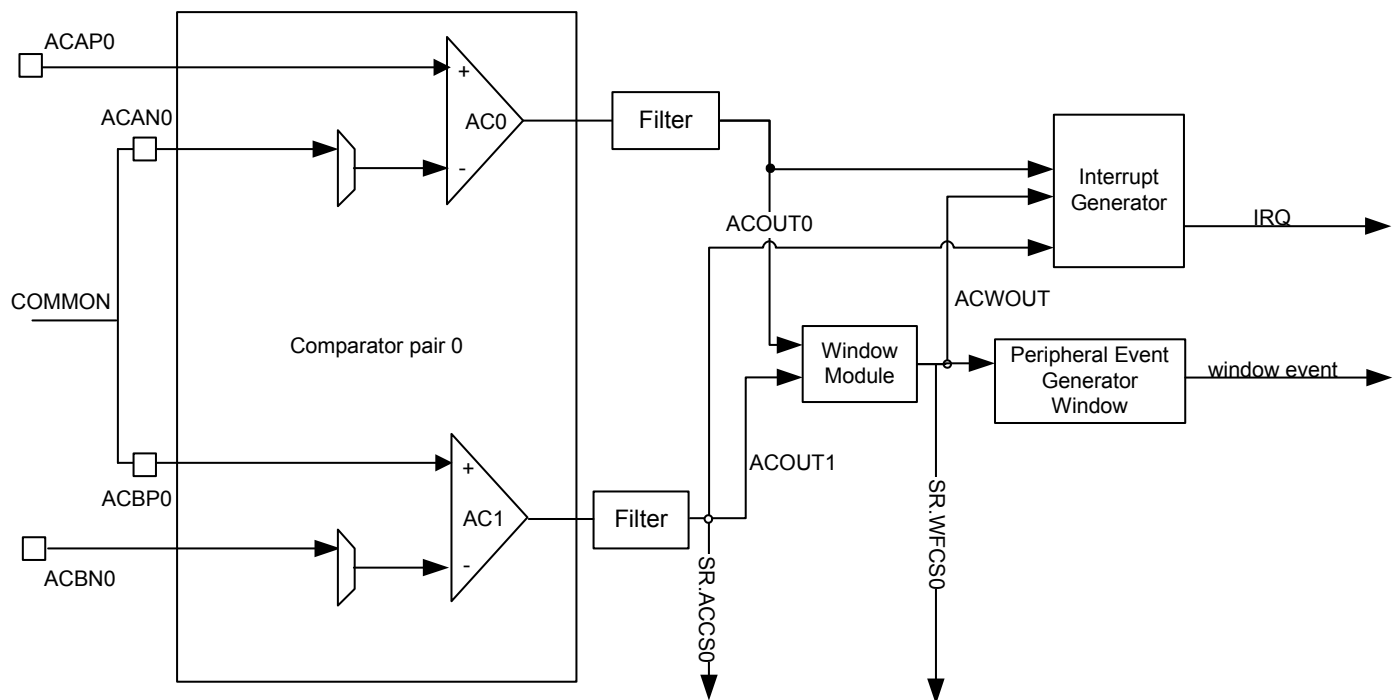 ACAP0
+
AC0
-
Filter
ACAN0
Interrupt
Generator
IRQ
ACOUT0
COMMON
ACWOUT
Comparator pair 0
Window
Module
Peripheral Event
Generator
Window
window event
ACBP0
+
AC1
-
Filter
ACOUT1
ACBN0
SR.ACCS0
SR.WFCS0